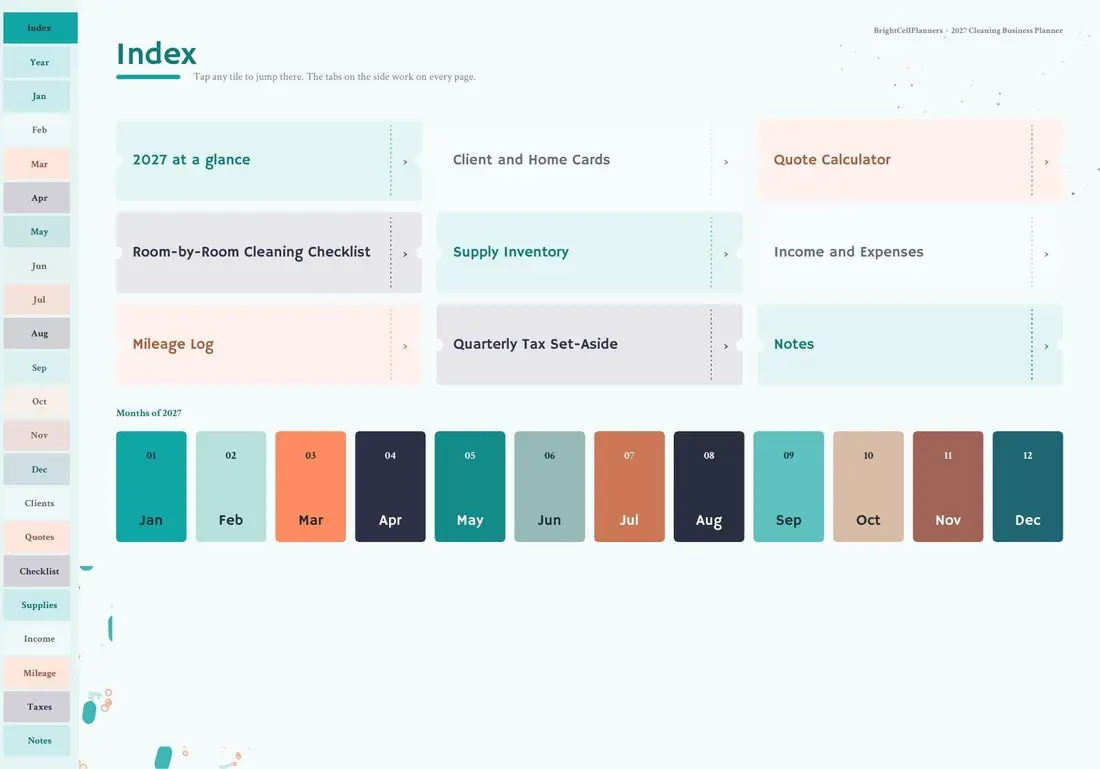 Index
Year
Jan
Feb
Mar
Apr
May
Jun
Jul
Aug
Sep
Oct
Nov
Dec
Clients
Quotes
Checklist
Supplies
Income
Mileage
Taxes
Notes
BrightCellPlanners · 2027 Cleaning Business Planner
Index
Tap any tile to jump there. The tabs on the side work on every page.
2027 at a glance ›
Client and Home Cards ›
Quote Calculator ›
Room-by-Room Cleaning Checklist ›
Supply Inventory ›
Income and Expenses ›
Mileage Log ›
Quarterly Tax Set-Aside ›
Notes ›
Months of 2027
01 02 03 04 05 06 07 08 09 10 11 12
Jan Feb Mar Apr May Jun Jul Aug Sep Oct Nov Dec